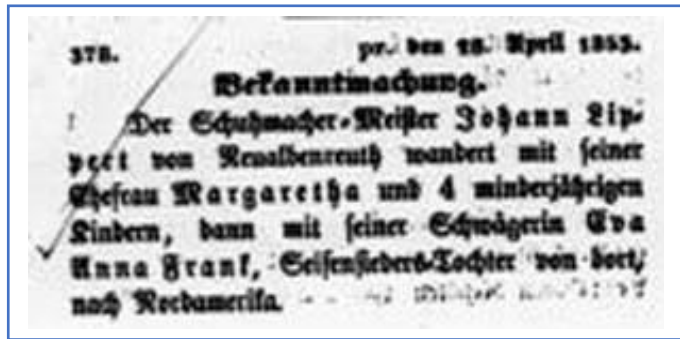 378. pr. den 28. April 1853.
Bekanntmachung.
Der Schuhmacher-Meister Johann Lip-
pert von Neualbenreuth wandert mit seiner
Ehefrau Margaretha und 4 minderjährigen
Kindern, dann mit seiner Schwägerin Eva
Anna Frank, Seifensieders-Tochter von dort,
nach Nordamerika.